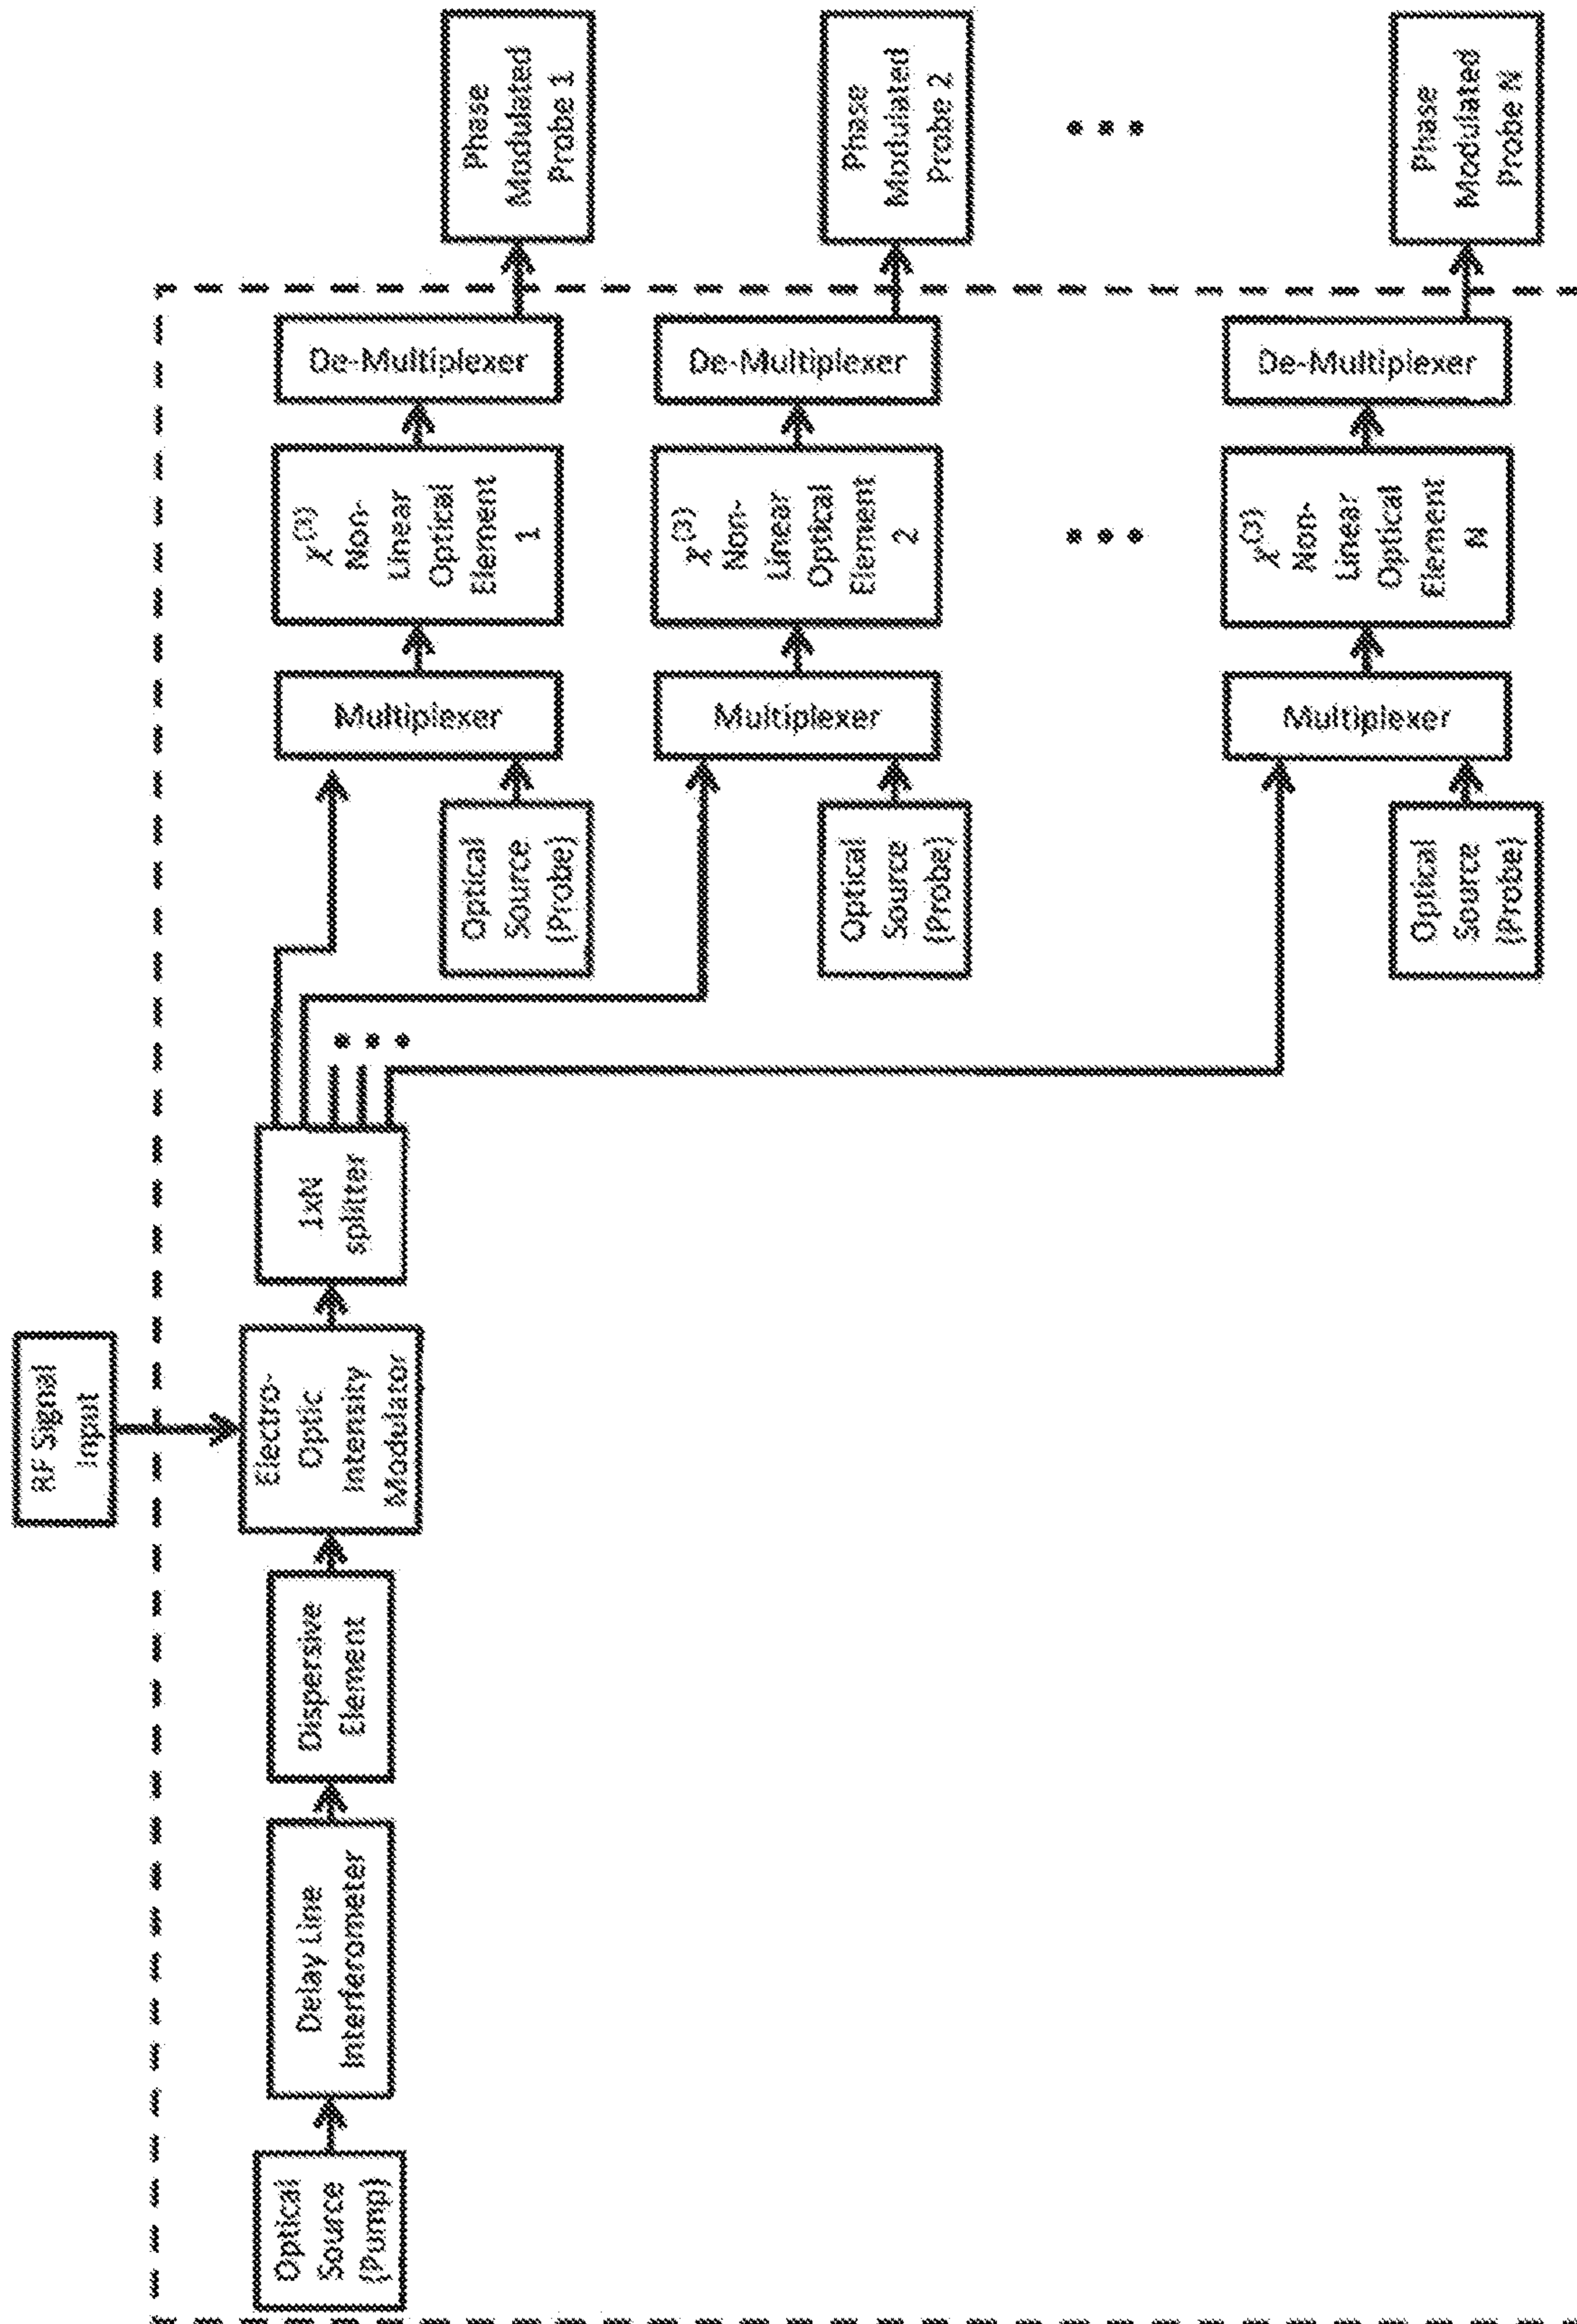 RF Signal
Input
Optical
Source
(Pump)
Delay Line
Interferometer
Dispersive
Element
Electro-
Optic
Intensity
Modulator
1xN
splitter
Optical
Source
(Probe)
Multiplexer
χ(3)
Non-
Linear
Optical
Element
1
De-Multiplexer
Phase
Modulated
Probe 1
Optical
Source
(Probe)
Multiplexer
χ(3)
Non-
Linear
Optical
Element
2
De-Multiplexer
Phase
Modulated
Probe 2
Optical
Source
(Probe)
Multiplexer
χ(3)
Non-
Linear
Optical
Element
N
De-Multiplexer
Phase
Modulated
Probe N